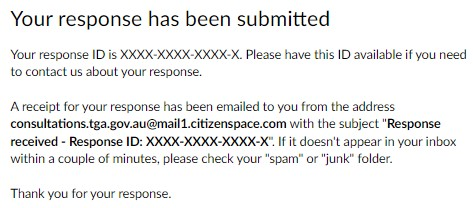 Your response has been submitted
Your response ID is XXXX-XXXX-XXXX-X. Please have this ID available if you need
to contact us about your response.
A receipt for your response has been emailed to you from the address
consultations.tga.gov.au@mail1.citizenspace.com with the subject "Response
received - Response ID: XXXX-XXXX-XXXX-X". If it doesn't appear in your inbox
within a couple of minutes, please check your "spam" or "junk" folder.
Thank you for your response.